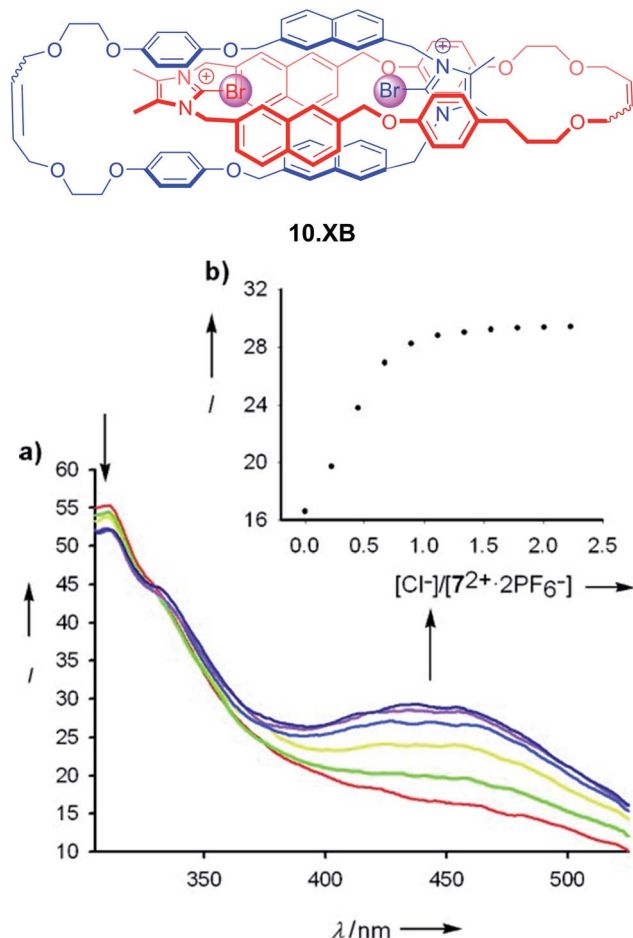 ⊕
O O O
O N O O
N ⊕
Br Br
N N
O O
O O O
10.XB
b)
32
28
24
20
16
I
0.0 0.5 1.0 1.5 2.0 2.5
[Cl⁻]/[7²⁺·2PF₆⁻]
a)
60
55
50
45
40
35
30
25
20
15
10
I
350 400 450 500
λ/nm